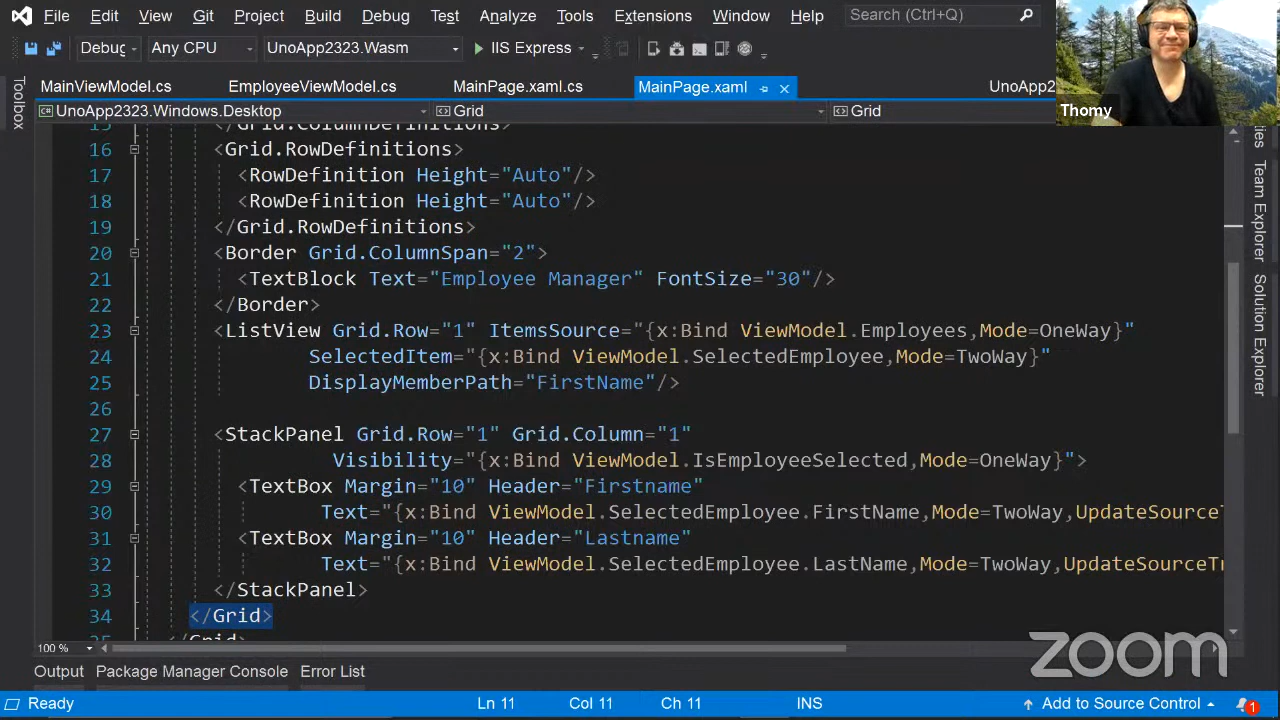 File Edit View Git Project Build Debug Test Analyze Tools Extensions Window Help Search (Ctrl+Q)
Debug Any CPU UnoApp2323.Wasm IIS Express
Thomy
MainViewModel.cs EmployeeViewModel.cs MainPage.xaml.cs MainPage.xaml UnoApp2
UnoApp2323.Windows.Desktop Grid Grid
Toolbox
Team Explorer
Solution Explorer
</Grid.ColumnDefinitions>
16 <Grid.RowDefinitions>
17 <RowDefinition Height="Auto"/>
18 <RowDefinition Height="Auto"/>
19 </Grid.RowDefinitions>
20 <Border Grid.ColumnSpan="2">
21 <TextBlock Text="Employee Manager" FontSize="30"/>
22 </Border>
23 <ListView Grid.Row="1" ItemsSource="{x:Bind ViewModel.Employees,Mode=OneWay}"
24 SelectedItem="{x:Bind ViewModel.SelectedEmployee,Mode=TwoWay}"
25 DisplayMemberPath="FirstName"/>
26
27 <StackPanel Grid.Row="1" Grid.Column="1"
28 Visibility="{x:Bind ViewModel.IsEmployeeSelected,Mode=OneWay}">
29 <TextBox Margin="10" Header="Firstname"
30 Text="{x:Bind ViewModel.SelectedEmployee.FirstName,Mode=TwoWay,UpdateSourceT
31 <TextBox Margin="10" Header="Lastname"
32 Text="{x:Bind ViewModel.SelectedEmployee.LastName,Mode=TwoWay,UpdateSourceTr
33 </StackPanel>
34 </Grid>
</Grid>
100 %
zoom
Output Package Manager Console Error List
Ready Ln 11 Col 11 Ch 11 INS Add to Source Control 1